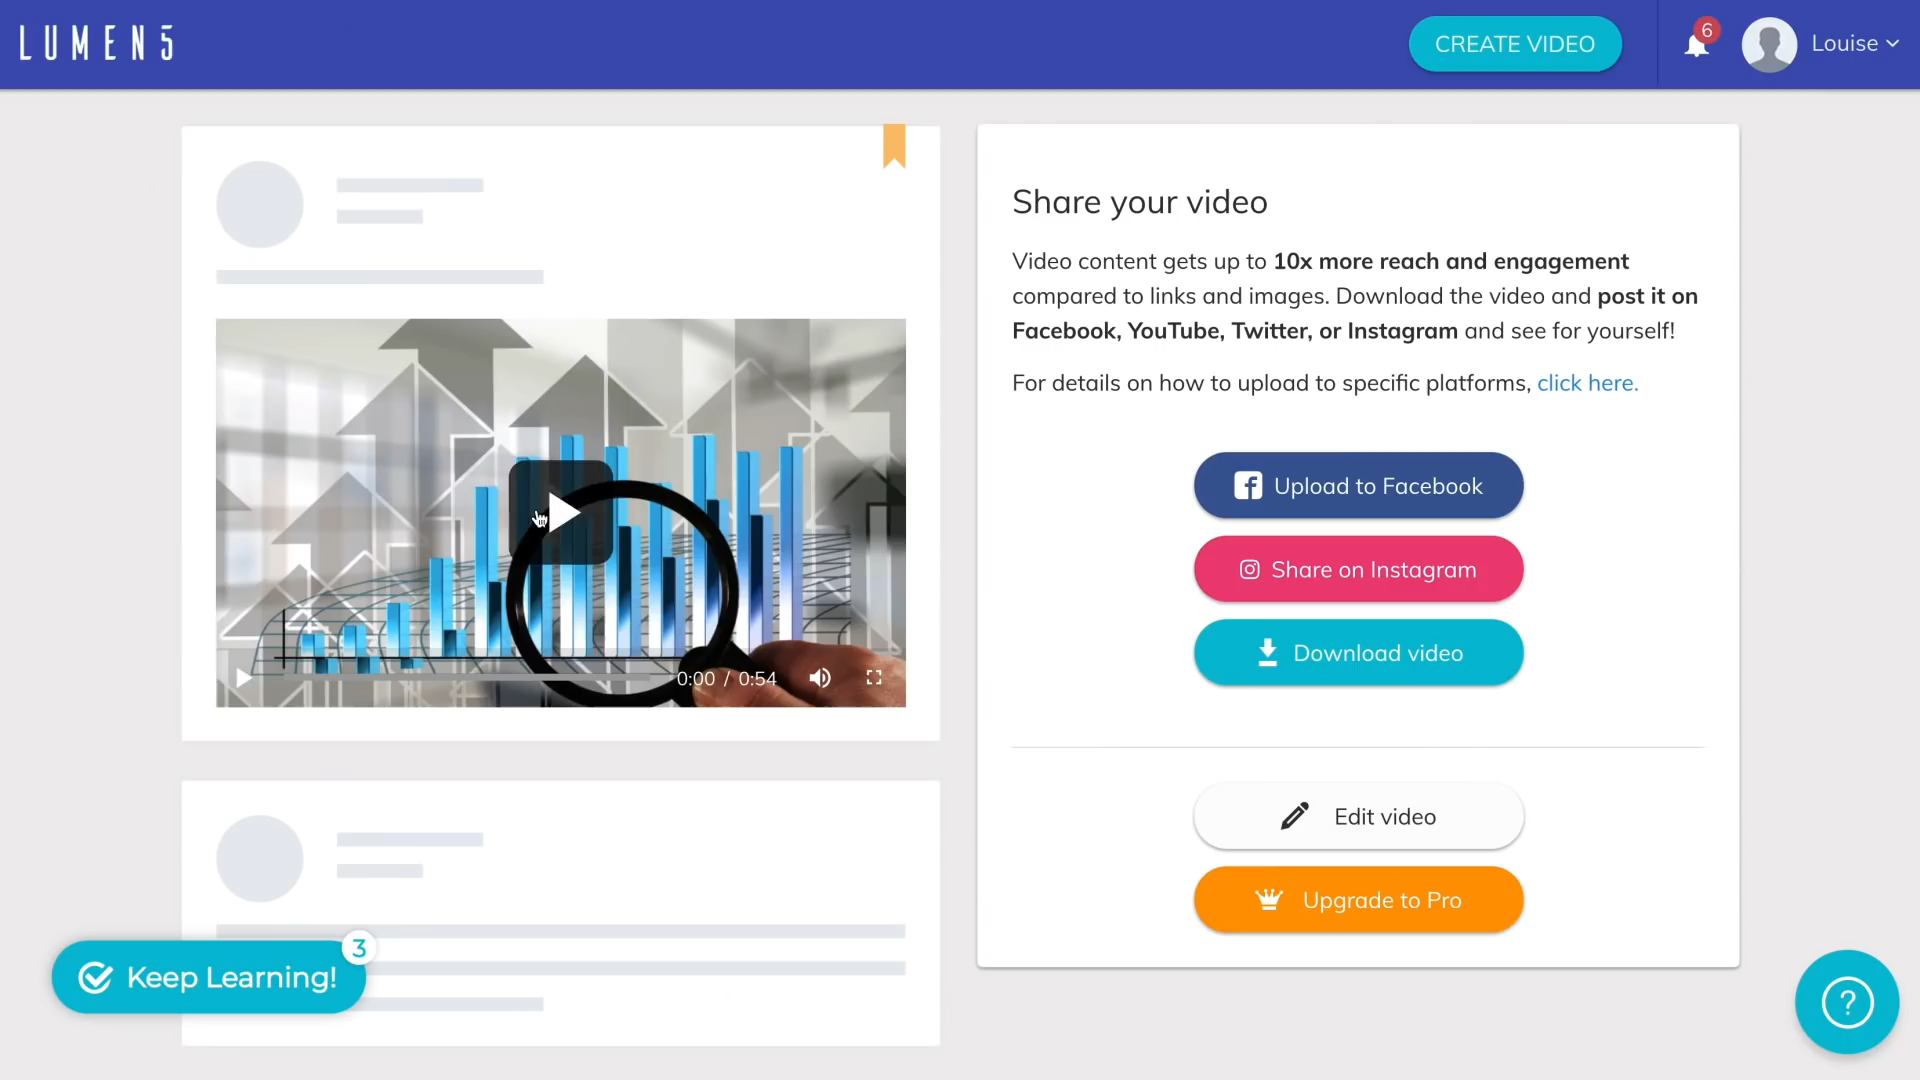 LUMEN5
CREATE VIDEO
6
Louise
Share your video
Video content gets up to 10x more reach and engagement
compared to links and images. Download the video and post it on
Facebook, YouTube, Twitter, or Instagram and see for yourself!
For details on how to upload to specific platforms, click here.
Upload to Facebook
Share on Instagram
Download video
0:00 / 0:54
Edit video
Upgrade to Pro
Keep Learning!
3
?